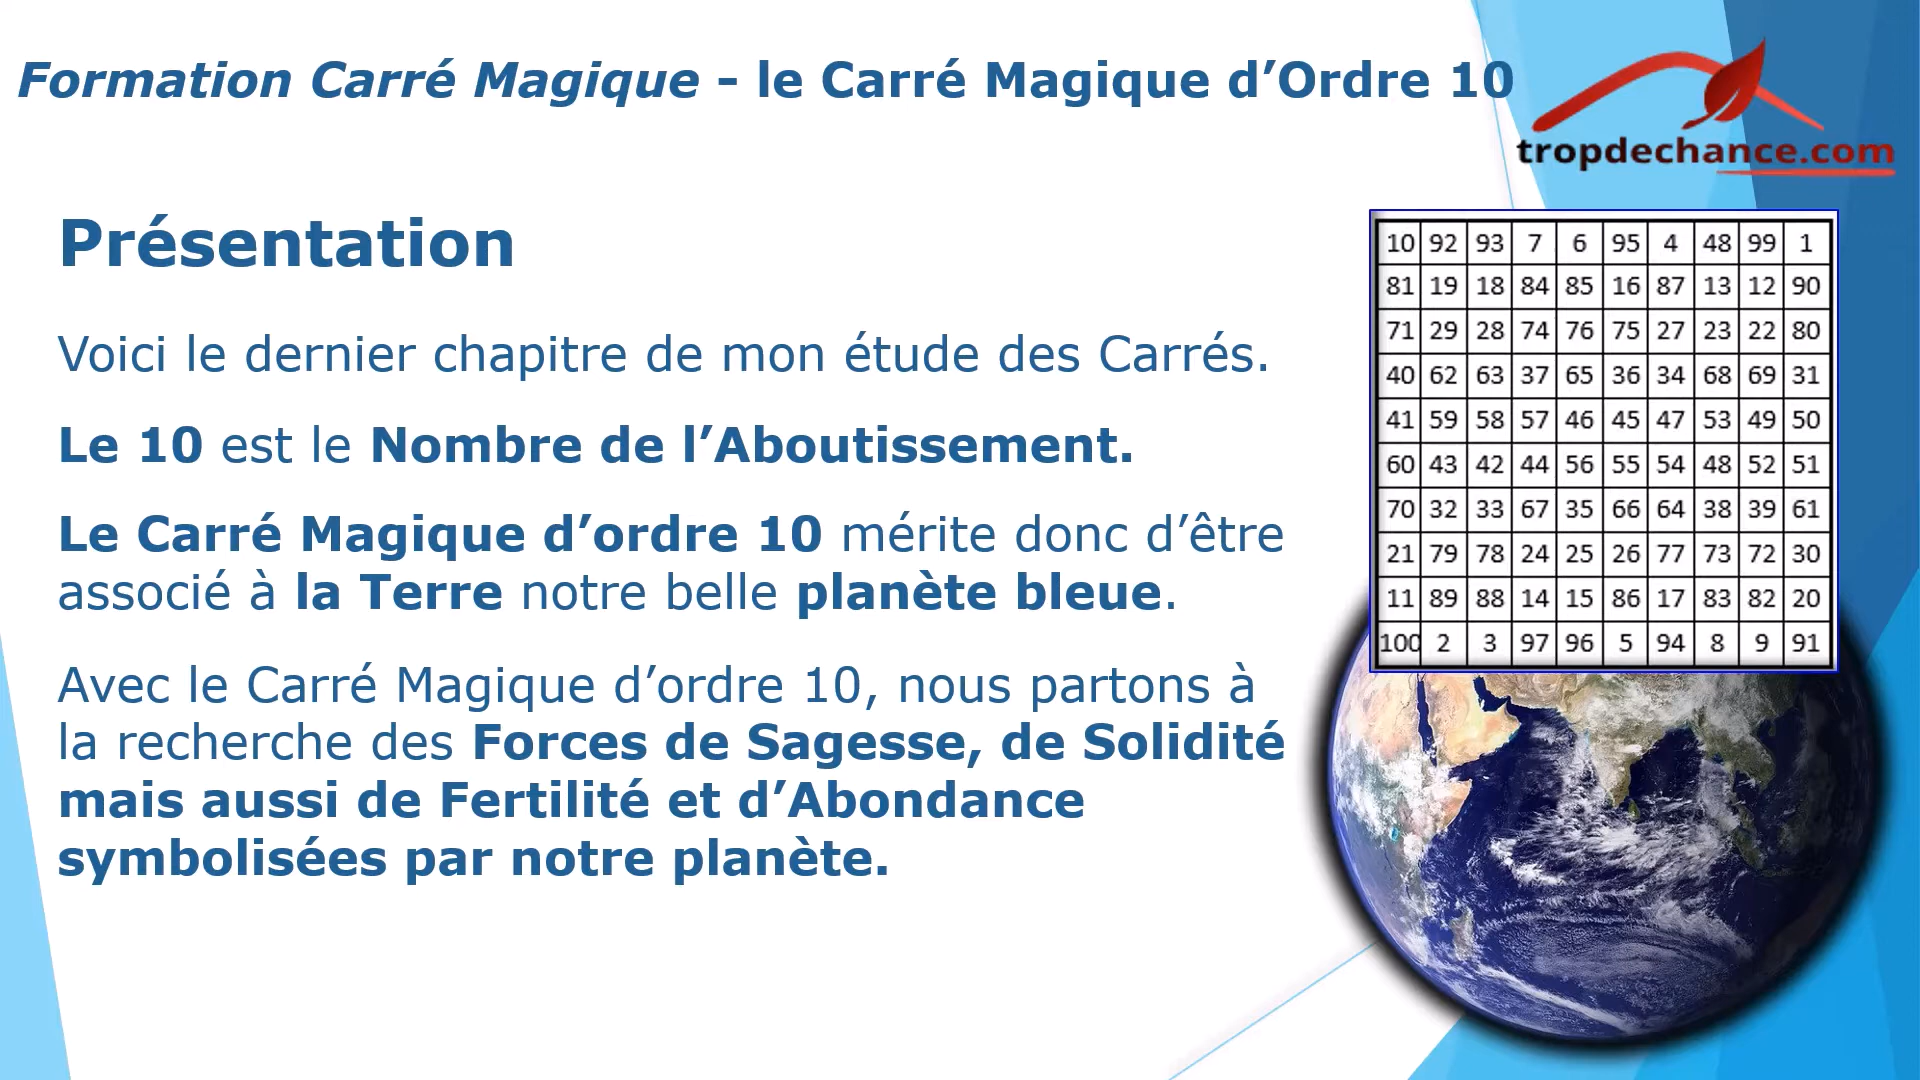 Formation Carré Magique - le Carré Magique d’Ordre 10
tropdechance.com
Présentation
Voici le dernier chapitre de mon étude des Carrés.
Le 10 est le Nombre de l’Aboutissement.
Le Carré Magique d’ordre 10 mérite donc d’être
associé à la Terre notre belle planète bleue.
Avec le Carré Magique d’ordre 10, nous partons à
la recherche des Forces de Sagesse, de Solidité
mais aussi de Fertilité et d’Abondance
symbolisées par notre planète.
10 92 93 7 6 95 4 48 99 1
81 19 18 84 85 16 87 13 12 90
71 29 28 74 76 75 27 23 22 80
40 62 63 37 65 36 34 68 69 31
41 59 58 57 46 45 47 53 49 50
60 43 42 44 56 55 54 48 52 51
70 32 33 67 35 66 64 38 39 61
21 79 78 24 25 26 77 73 72 30
11 89 88 14 15 86 17 83 82 20
100 2 3 97 96 5 94 8 9 91